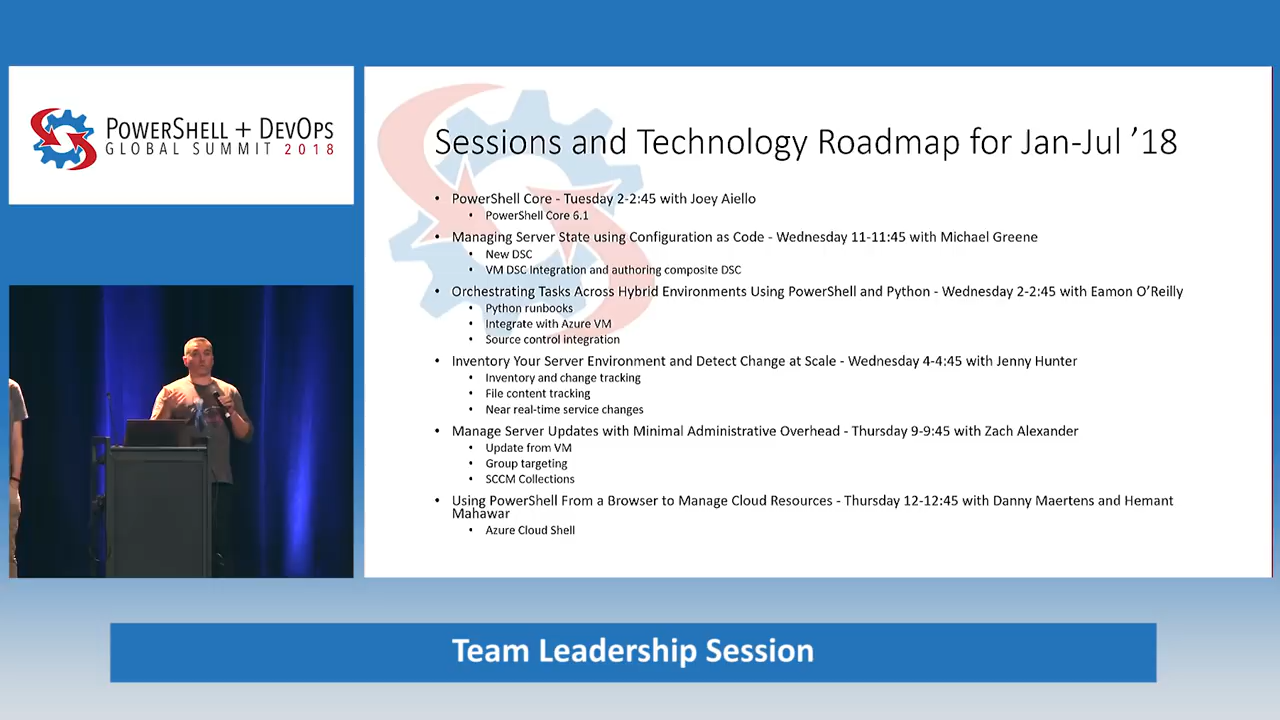 POWERSHELL + DEVOPS
GLOBAL SUMMIT 2018
Sessions and Technology Roadmap for Jan-Jul ’18
• PowerShell Core - Tuesday 2-2:45 with Joey Aiello
• PowerShell Core 6.1
• Managing Server State using Configuration as Code - Wednesday 11-11:45 with Michael Greene
• New DSC
• VM DSC Integration and authoring composite DSC
• Orchestrating Tasks Across Hybrid Environments Using PowerShell and Python - Wednesday 2-2:45 with Eamon O’Reilly
• Python runbooks
• Integrate with Azure VM
• Source control integration
• Inventory Your Server Environment and Detect Change at Scale - Wednesday 4-4:45 with Jenny Hunter
• Inventory and change tracking
• File content tracking
• Near real-time service changes
• Manage Server Updates with Minimal Administrative Overhead - Thursday 9-9:45 with Zach Alexander
• Update from VM
• Group targeting
• SCCM Collections
• Using PowerShell From a Browser to Manage Cloud Resources - Thursday 12-12:45 with Danny Maertens and Hemant
Mahawar
• Azure Cloud Shell
Team Leadership Session